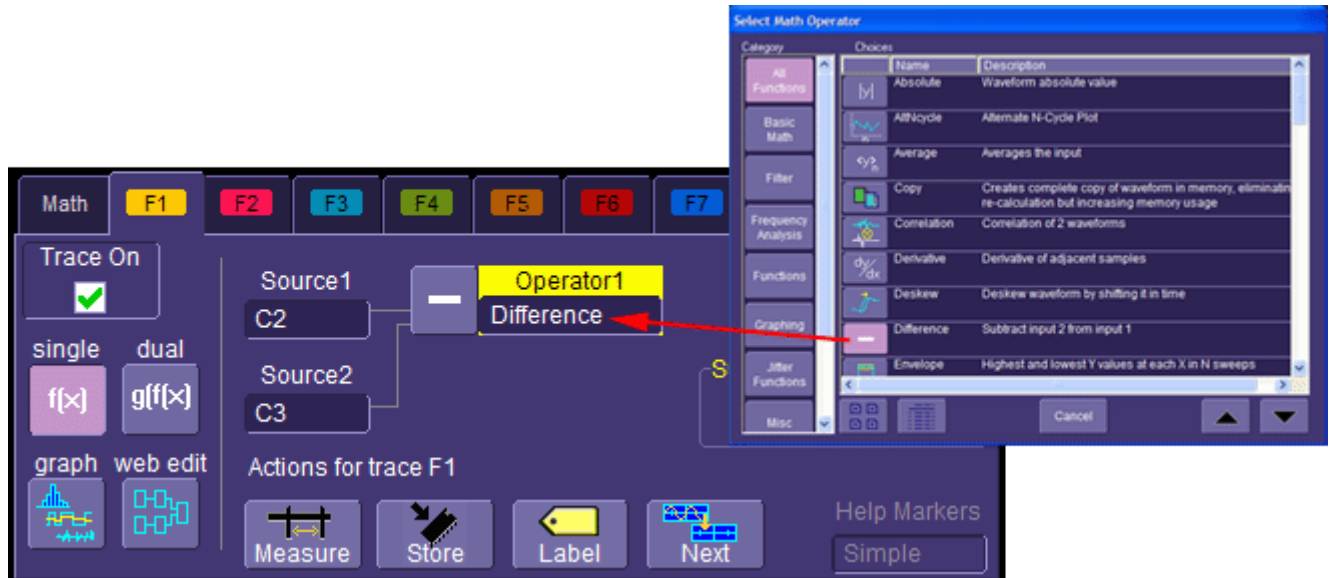 Select Math Operator
Category
Choices
Name Description
All
Functions
Basic
Math
Filter
Frequency
Analysis
Functions
Graphing
Jitter
Functions
Misc
|y|
Absolute Waveform absolute value
AltNcycle Alternate N-Cycle Plot
Average Averages the input
Copy Creates complete copy of waveform in memory, eliminatin
re-calculation but increasing memory usage
Correlation Correlation of 2 waveforms
dy/dx
Derivative Derivative of adjacent samples
Deskew Deskew waveform by shifting it in time
Difference Subtract input 2 from input 1
Envelope Highest and lowest Y values at each X in N sweeps
Cancel
Math F1 F2 F3 F4 F5 F6 F7
Trace On
single dual
f(x) g(f(x)
graph web edit
Source1
C2
Source2
C3
Operator1
Difference
S
Actions for trace F1
Measure Store Label Next
Help Markers
Simple